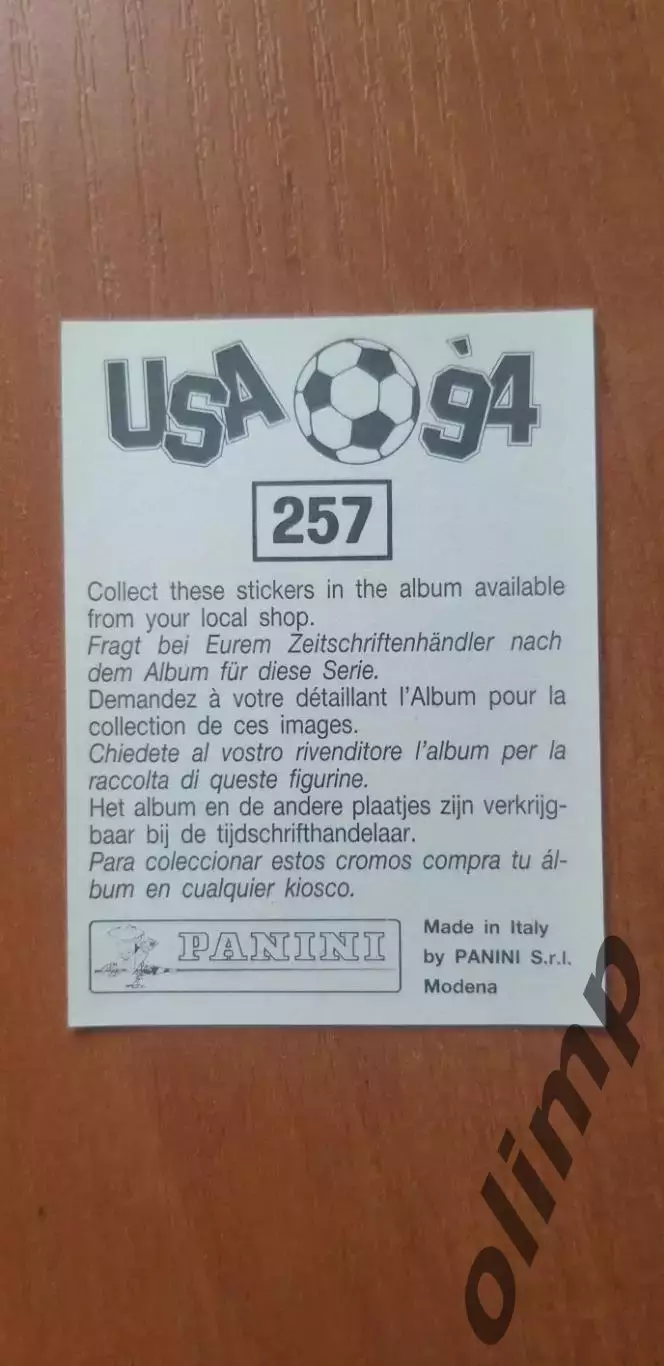 USA '94
257
Collect these stickers in the album available
from your local shop.
Fragt bei Eurem Zeitschriftenhändler nach
dem Album für diese Serie.
Demandez à votre détaillant l'Album pour la
collection de ces images.
Chiedete al vostro rivenditore l'album per la
raccolta di queste figurine.
Het album en de andere plaatjes zijn verkrijg-
baar bij de tijdschrifthandelaar.
Para coleccionar estos cromos compra tu ál-
bum en cualquier kiosco.
PANINI
Made in Italy
by PANINI S.r.l.
Modena
olimp